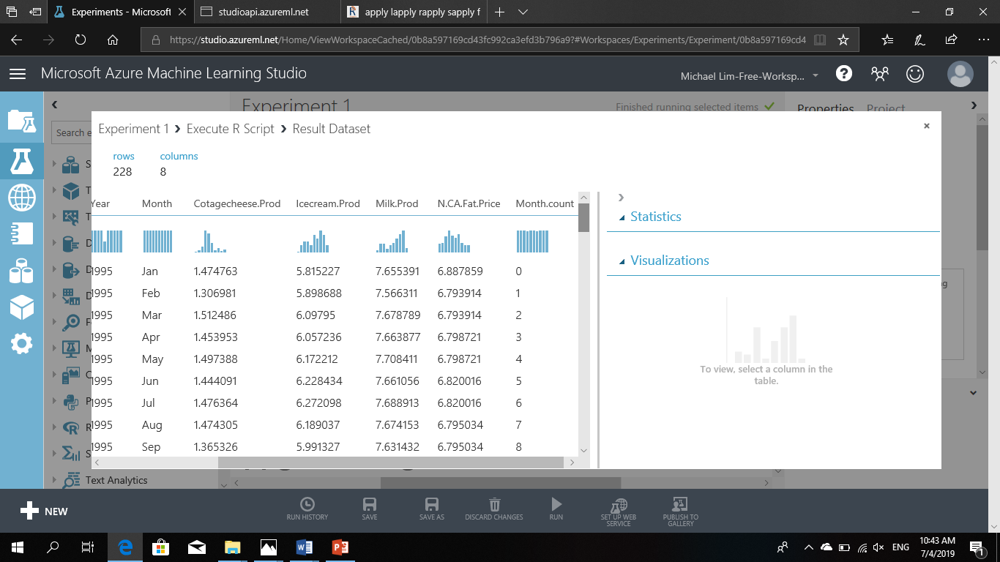 Experiments - Microsoft
studioapi.azureml.net
apply lapply rapply sapply f
https://studio.azureml.net/Home/ViewWorkspaceCached/0b8a597169cd43fc992ca3efd3b796a9?#Workspaces/Experiments/Experiment/0b8a597169cd4
Microsoft Azure Machine Learning Studio
Michael Lim-Free-Worksp...
Experiment 1
Finished running selected items
Properties Project
Search e
Experiment 1 > Execute R Script > Result Dataset
rows columns
228 8
Year Month Cotagecheese.Prod Icecream.Prod Milk.Prod N.CA.Fat.Price Month.count
1995 Jan 1.474763 5.815227 7.655391 6.887859 0
1995 Feb 1.306981 5.898688 7.566311 6.793914 1
1995 Mar 1.512486 6.09795 7.678789 6.793914 2
1995 Apr 1.453953 6.057236 7.663877 6.798721 3
1995 May 1.497388 6.172212 7.708411 6.798721 4
1995 Jun 1.444091 6.228434 7.661056 6.820016 5
1995 Jul 1.476364 6.272098 7.688913 6.820016 6
1995 Aug 1.474305 6.189037 7.674153 6.795034 7
1995 Sep 1.365326 5.991327 7.631432 6.795034 8
Statistics
Visualizations
To view, select a column in the
table.
S
T
T
D
D
D
F
M
C
P
R
S
Text Analytics
NEW
RUN HISTORY
SAVE
SAVE AS
DISCARD CHANGES
RUN
SET UP WEB
SERVICE
PUBLISH TO
GALLERY
ENG
10:43 AM
7/4/2019
1